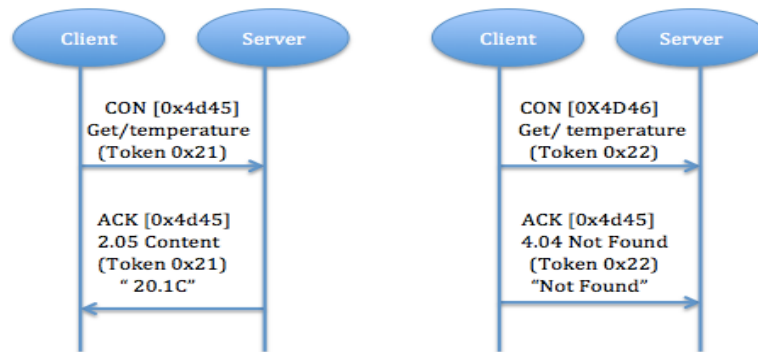 Client
Server
CON [0x4d45]
Get/temperature
(Token 0x21)
ACK [0x4d45]
2.05 Content
(Token 0x21)
“ 20.1C”
Client
Server
CON [0X4D46]
Get/ temperature
(Token 0x22)
ACK [0x4d45]
4.04 Not Found
(Token 0x22)
“Not Found”